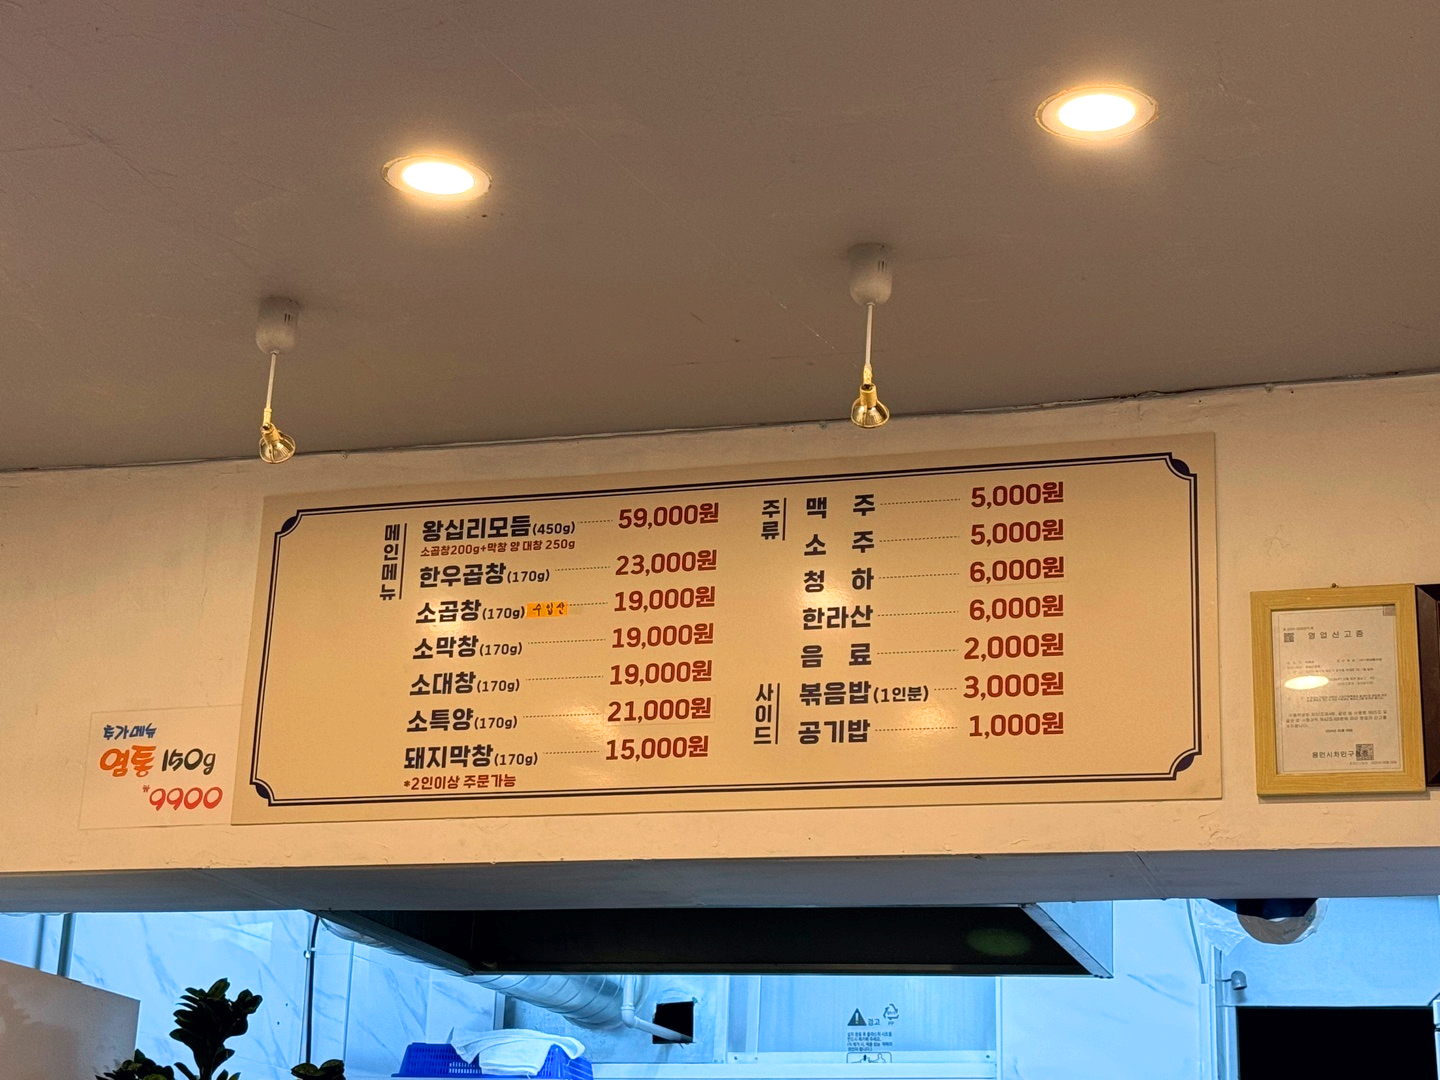 메인메뉴
왕십리모듬(450g) 59,000원
소곱창200g+막창 양 대창 250g
한우곱창(170g) 23,000원
소곱창(170g) 수입산 19,000원
소막창(170g) 19,000원
소대창(170g) 19,000원
소특양(170g) 21,000원
돼지막창(170g) 15,000원
*2인이상 주문가능
주류
맥 주 5,000원
소 주 5,000원
청 하 6,000원
한라산 6,000원
음 료 2,000원
사이드
볶음밥(1인분) 3,000원
공기밥 1,000원
150g
₩9900
영업신고증
경고